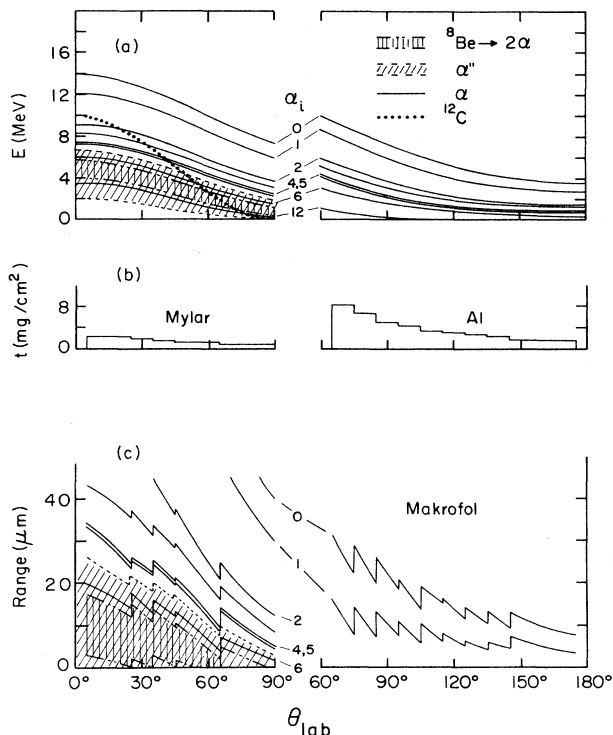 (a)
⁸Be → 2α
α″
α
¹²C
E (MeV)
16
12
8
4
0
αᵢ
0
1
2
4,5
6
12
(b)
t (mg/cm²)
8
0
Mylar
Al
(c)
Range (μm)
40
20
0
Makrofol
0
1
2
4,5
6
0° 30° 60° 90° 60° 90° 120° 150° 180°
θlab